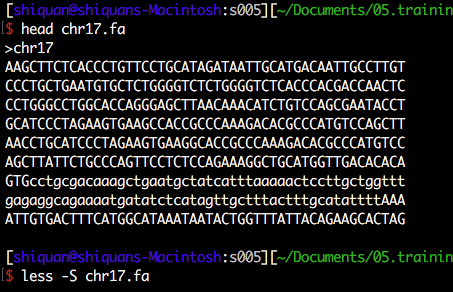 [shiquan@shiquans-Macintosh:s005][~/Documents/05.trainin
$ head chr17.fa
>chr17
AAGCTTCTCACCCTGTTCCTGCATAGATAATTGCATGACAATTGCCTTGT
CCCTGCTGAATGTGCTCTGGGGTCTCTGGGGTCTCACCCACGACCAACTC
CCTGGGCCTGGCACCAGGGAGCTTAACAAACATCTGTCCAGCGAATACCT
GCATCCCTAGAAGTGAAGCCACCGCCCAAAGACACGCCCATGTCCAGCTT
AACCTGCATCCCTAGAAGTGAAGGCACCGCCCAAAGACACGCCCATGTCC
AGCTTATTCTGCCCAGTTCCTCTCCAGAAAGGCTGCATGGTTGACACACA
GTGcctgcgacaaagctgaatgctatcatttaaaaactccttgctggttt
gagaggcagaaaatgatatctcatagttgctttactttgcatattttAAA
ATTGTGACTTTCATGGCATAAATAATACTGGTTTATTACAGAAGCACTAG
[shiquan@shiquans-Macintosh:s005][~/Documents/05.trainin
$ less -S chr17.fa